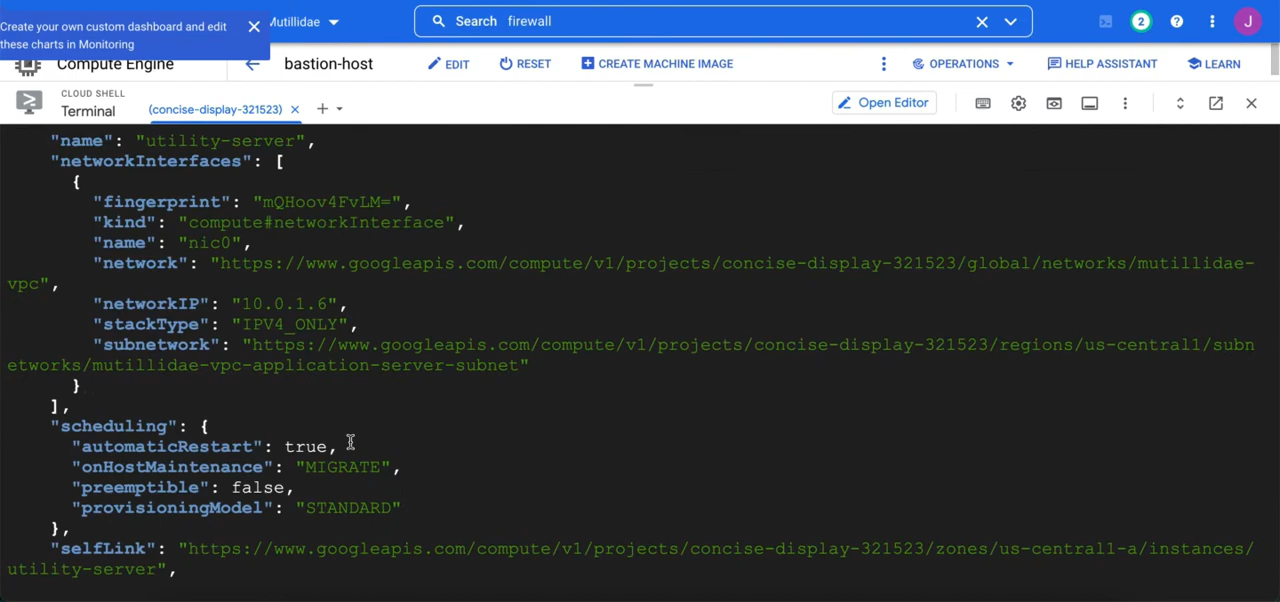 Create your own custom dashboard and edit
these charts in Monitoring
Mutillidae
Search firewall
2
J
Compute Engine
bastion-host
EDIT
RESET
CREATE MACHINE IMAGE
OPERATIONS
HELP ASSISTANT
LEARN
CLOUD SHELL
Terminal
(concise-display-321523)
Open Editor
"name": "utility-server",
"networkInterfaces": [
{
"fingerprint": "mQHoov4FvLM=",
"kind": "compute#networkInterface",
"name": "nic0",
"network": "https://www.googleapis.com/compute/v1/projects/concise-display-321523/global/networks/mutillidae-
vpc",
"networkIP": "10.0.1.6",
"stackType": "IPV4_ONLY",
"subnetwork": "https://www.googleapis.com/compute/v1/projects/concise-display-321523/regions/us-central1/subn
etworks/mutillidae-vpc-application-server-subnet"
}
],
"scheduling": {
"automaticRestart": true,
"onHostMaintenance": "MIGRATE",
"preemptible": false,
"provisioningModel": "STANDARD"
},
"selfLink": "https://www.googleapis.com/compute/v1/projects/concise-display-321523/zones/us-central1-a/instances/
utility-server",